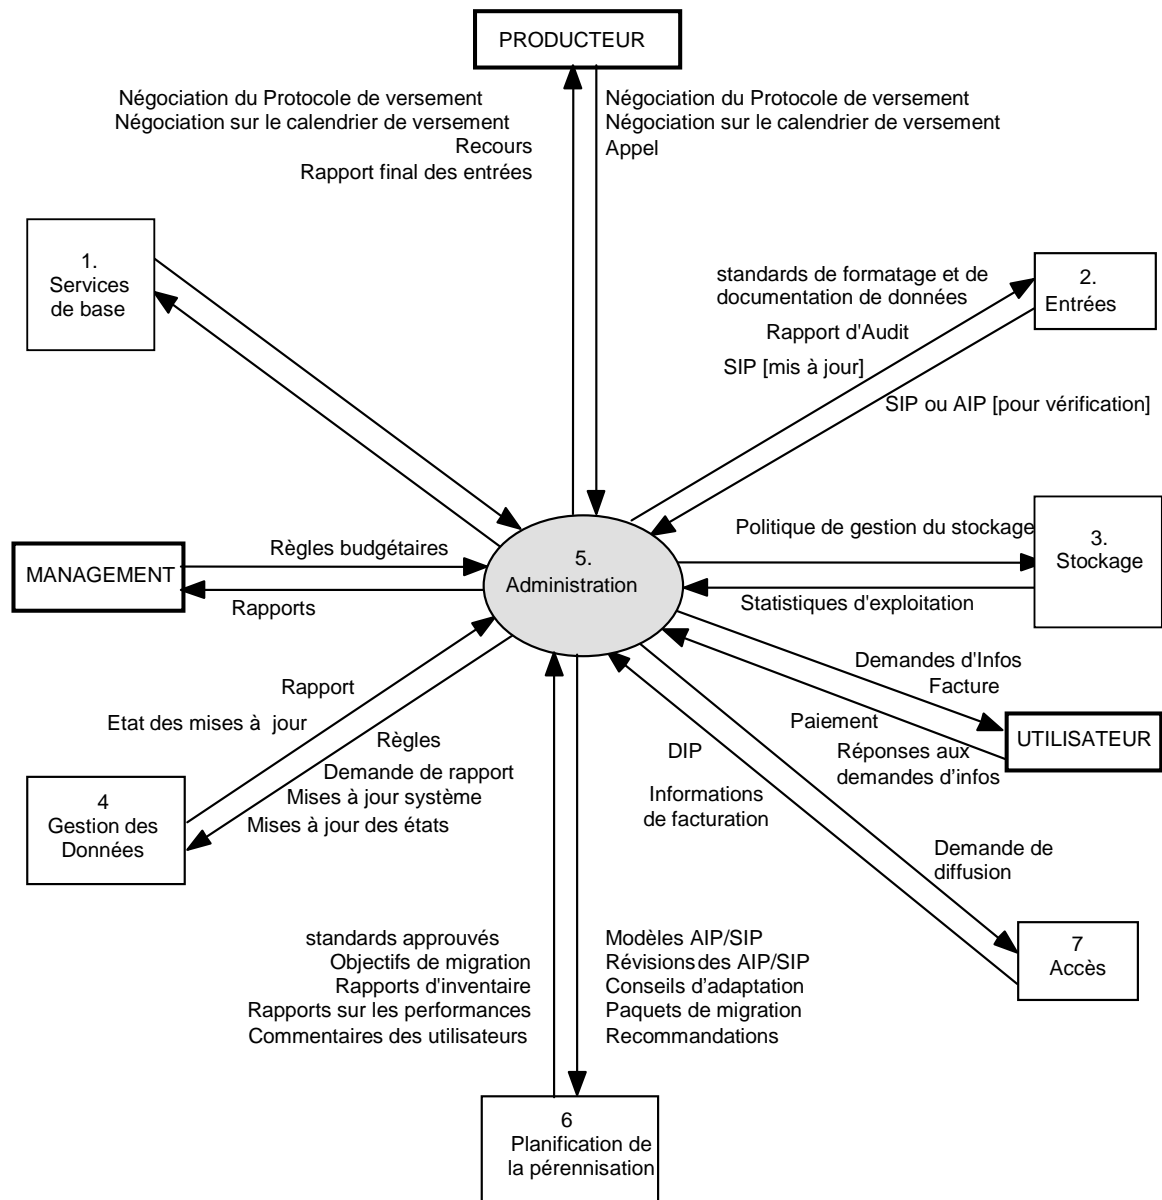 PRODUCTEUR
Négociation du Protocole de versement
Négociation sur le calendrier de versement
Recours
Rapport final des entrées
Négociation du Protocole de versement
Négociation sur le calendrier de versement
Appel
1.
Services
de base
standards de formatage et de
documentation de données
Rapport d'Audit
SIP [mis à jour]
2.
Entrées
SIP ou AIP [pour vérification]
MANAGEMENT
Règles budgétaires
Rapports
5.
Administration
Politique de gestion du stockage
Statistiques d'exploitation
3.
Stockage
Rapport
Etat des mises à jour
Règles
Demande de rapport
Mises à jour système
Mises à jour des états
4
Gestion des
Données
Demandes d'Infos
Facture
Paiement
Réponses aux
demandes d’infos
UTILISATEUR
DIP
Informations
de facturation
Demande de
diffusion
7
Accès
standards approuvés
Objectifs de migration
Rapports d'inventaire
Rapports sur les performances
Commentaires des utilisateurs
Modèles AIP/SIP
Révisions des AIP/SIP
Conseils d’adaptation
Paquets de migration
Recommandations
6
Planification de
la pérennisation